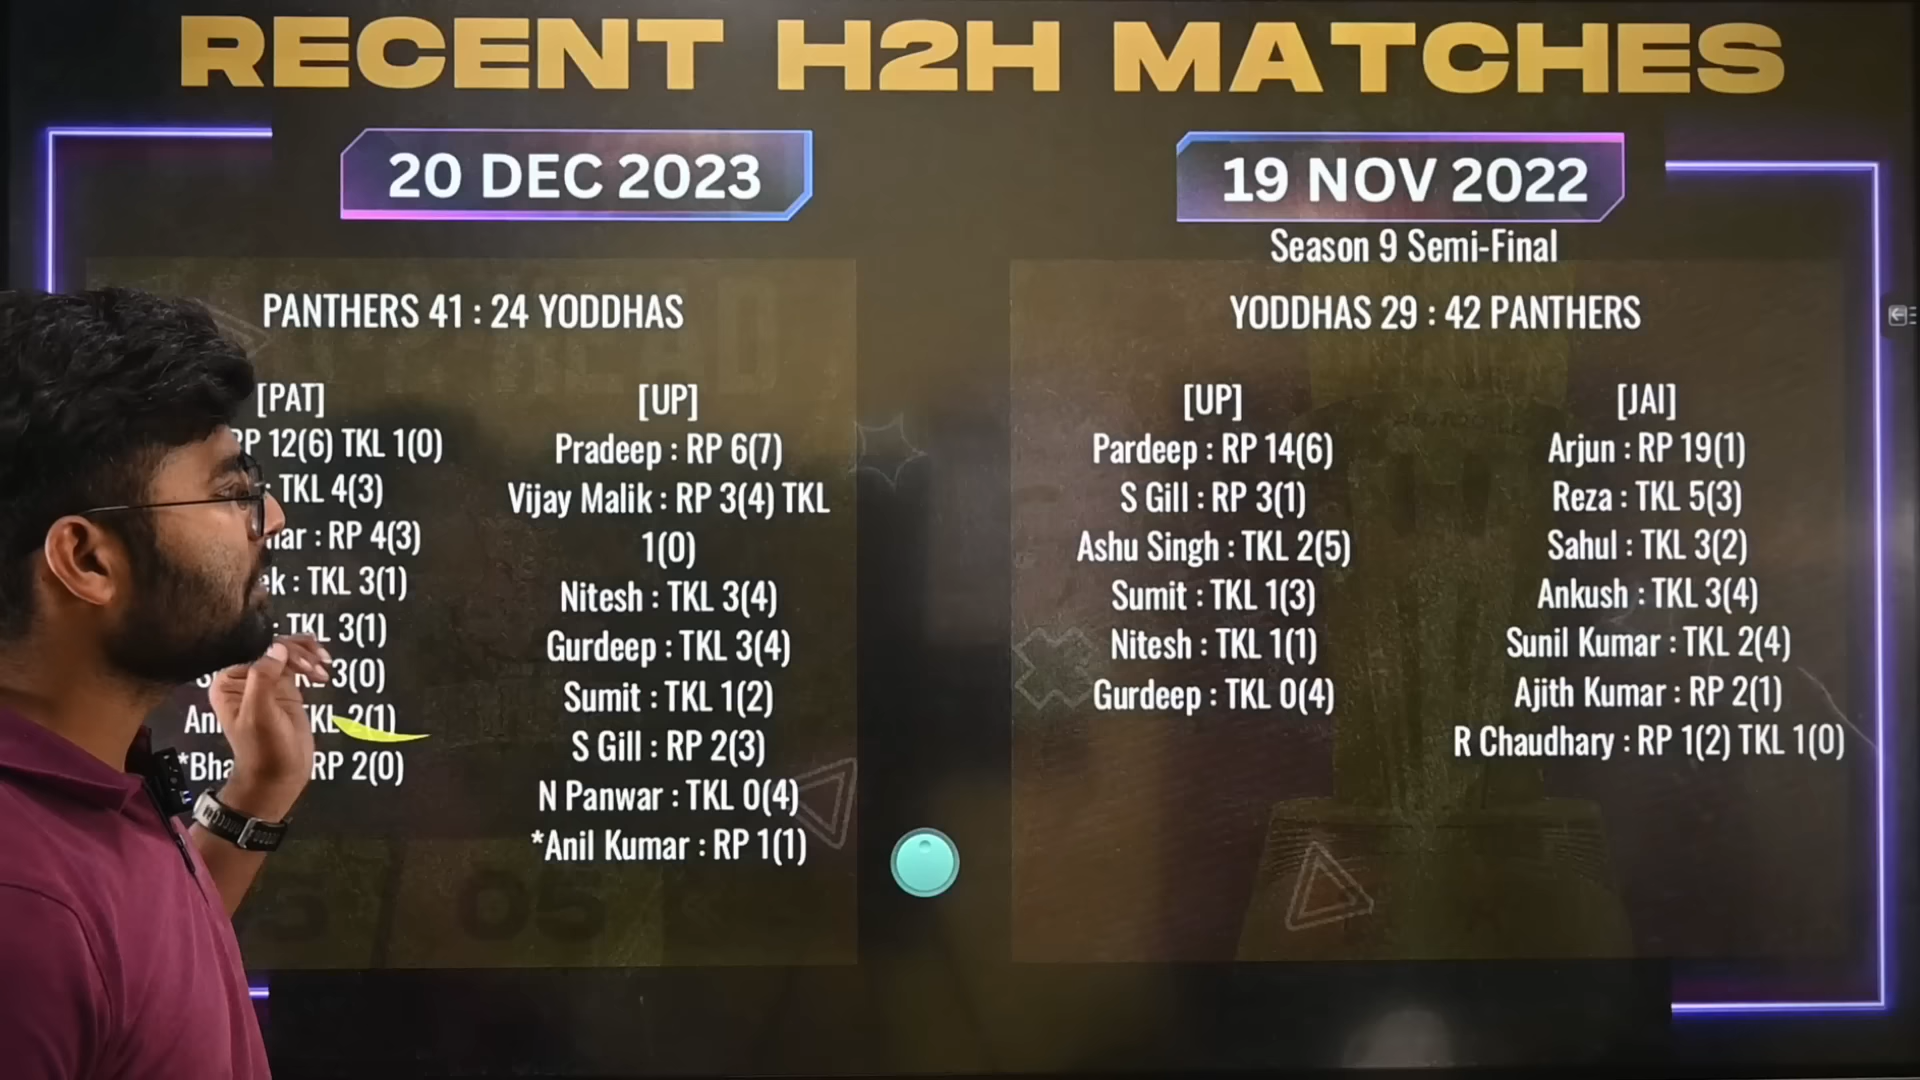 RECENT H2H MATCHES
20 DEC 2023
PANTHERS 41 : 24 YODDHAS
[PAT]
RP 12(6) TKL 1(0)
: TKL 4(3)
: RP 4(3)
: TKL 3(1)
: TKL 3(1)
3(0)
TKL 2(1)
RP 2(0)
[UP]
Pradeep : RP 6(7)
Vijay Malik : RP 3(4) TKL
1(0)
Nitesh : TKL 3(4)
Gurdeep : TKL 3(4)
Sumit : TKL 1(2)
S Gill : RP 2(3)
N Panwar : TKL 0(4)
*Anil Kumar : RP 1(1)
19 NOV 2022
Season 9 Semi-Final
YODDHAS 29 : 42 PANTHERS
[UP]
Pardeep : RP 14(6)
S Gill : RP 3(1)
Ashu Singh : TKL 2(5)
Sumit : TKL 1(3)
Nitesh : TKL 1(1)
Gurdeep : TKL 0(4)
[JAI]
Arjun : RP 19(1)
Reza : TKL 5(3)
Sahul : TKL 3(2)
Ankush : TKL 3(4)
Sunil Kumar : TKL 2(4)
Ajith Kumar : RP 2(1)
R Chaudhary : RP 1(2) TKL 1(0)